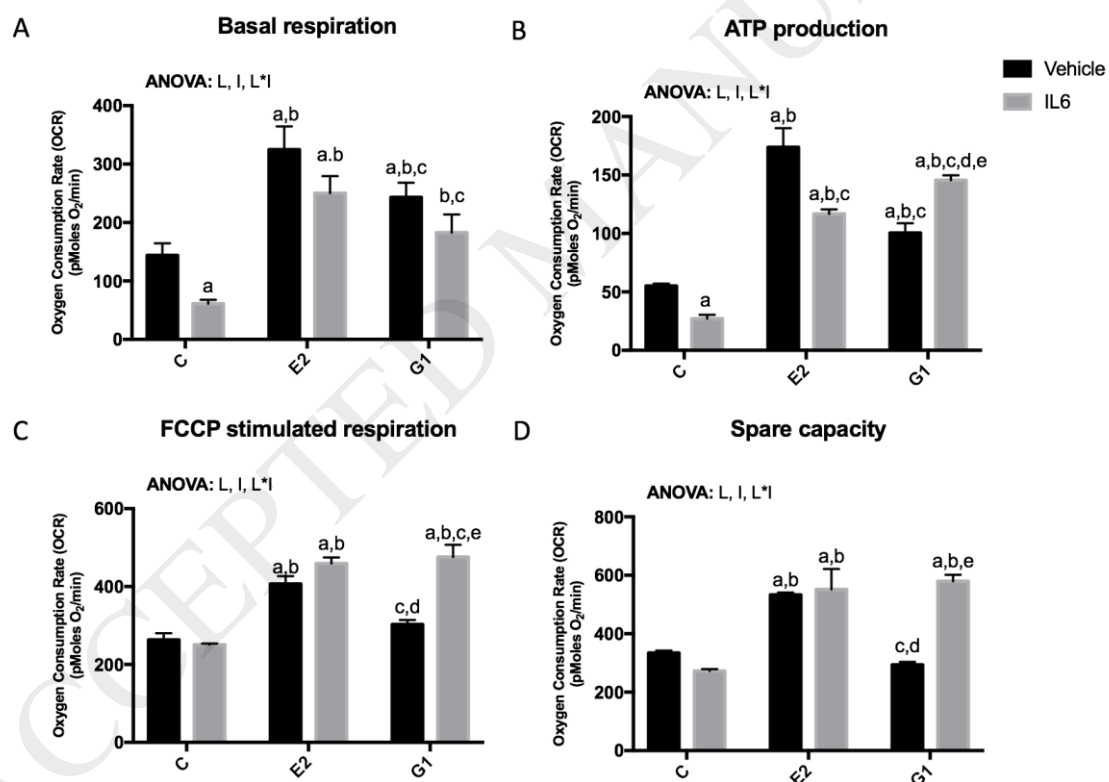 A
Basal respiration
ANOVA: L, I, L*I
Oxygen Consumption Rate (OCR)
(pMoles O₂/min)
400
300
200
100
0
a
a,b
a.b
a,b,c
b,c
C
E2
G1
B
ATP production
ANOVA: L, I, L*I
Oxygen Consumption Rate (OCR)
(pMoles O₂/min)
200
150
100
50
0
a
a,b
a,b,c
a,b,c
a,b,c,d,e
C
E2
G1
Vehicle
IL6
C
FCCP stimulated respiration
ANOVA: L, I, L*I
Oxygen Consumption Rate (OCR)
(pMoles O₂/min)
600
400
200
0
a,b
a,b
c,d
a,b,c,e
C
E2
G1
D
Spare capacity
ANOVA: L, I, L*I
Oxygen Consumption Rate (OCR)
(pMoles O₂/min)
800
600
400
200
0
a,b
a,b
c,d
a,b,e
C
E2
G1
CCEPTED MANU